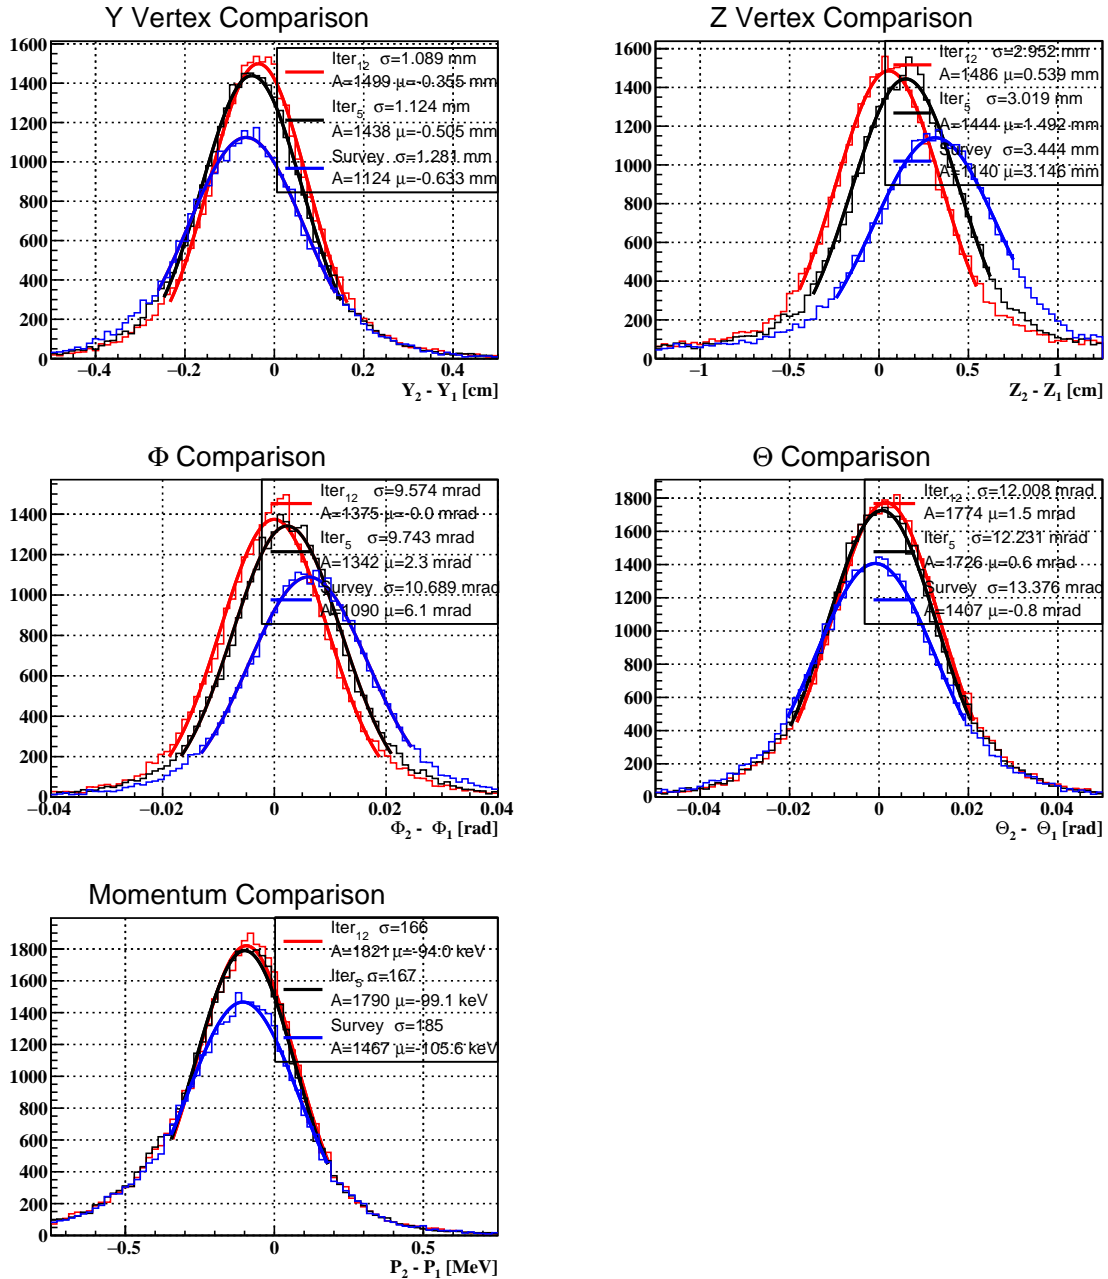 Y Vertex Comparison
Iter12 σ=1.089 mm
A=1499 μ=-0.355 mm
Iter5 σ=1.124 mm
A=1438 μ=-0.505 mm
Survey σ=1.281 mm
A=1124 μ=-0.633 mm
1600
1400
1200
1000
800
600
400
200
0
−0.4 −0.2 0 0.2 0.4
Y2 - Y1 [cm]
Z Vertex Comparison
Iter12 σ=2.952 mm
A=1486 μ=0.539 mm
Iter5 σ=3.019 mm
A=1444 μ=1.492 mm
Survey σ=3.444 mm
A=1140 μ=3.146 mm
1600
1400
1200
1000
800
600
400
200
0
−1 −0.5 0 0.5 1
Z2 - Z1 [cm]
Φ Comparison
Iter12 σ=9.574 mrad
A=1375 μ=-0.0 mrad
Iter5 σ=9.743 mrad
A=1342 μ=2.3 mrad
Survey σ=10.689 mrad
A=1090 μ=6.1 mrad
1400
1200
1000
800
600
400
200
0
−0.04 −0.02 0 0.02 0.04
Φ2 - Φ1 [rad]
Θ Comparison
Iter12 σ=12.008 mrad
A=1774 μ=1.5 mrad
Iter5 σ=12.231 mrad
A=1726 μ=0.6 mrad
Survey σ=13.376 mrad
A=1407 μ=-0.8 mrad
1800
1600
1400
1200
1000
800
600
400
200
0
−0.04 −0.02 0 0.02 0.04
Θ2 - Θ1 [rad]
Momentum Comparison
Iter12 σ=166
A=1821 μ=-94.0 keV
Iter5 σ=167
A=1790 μ=-99.1 keV
Survey σ=185
A=1467 μ=-105.6 keV
1800
1600
1400
1200
1000
800
600
400
200
0
−0.5 0 0.5
P2 - P1 [MeV]